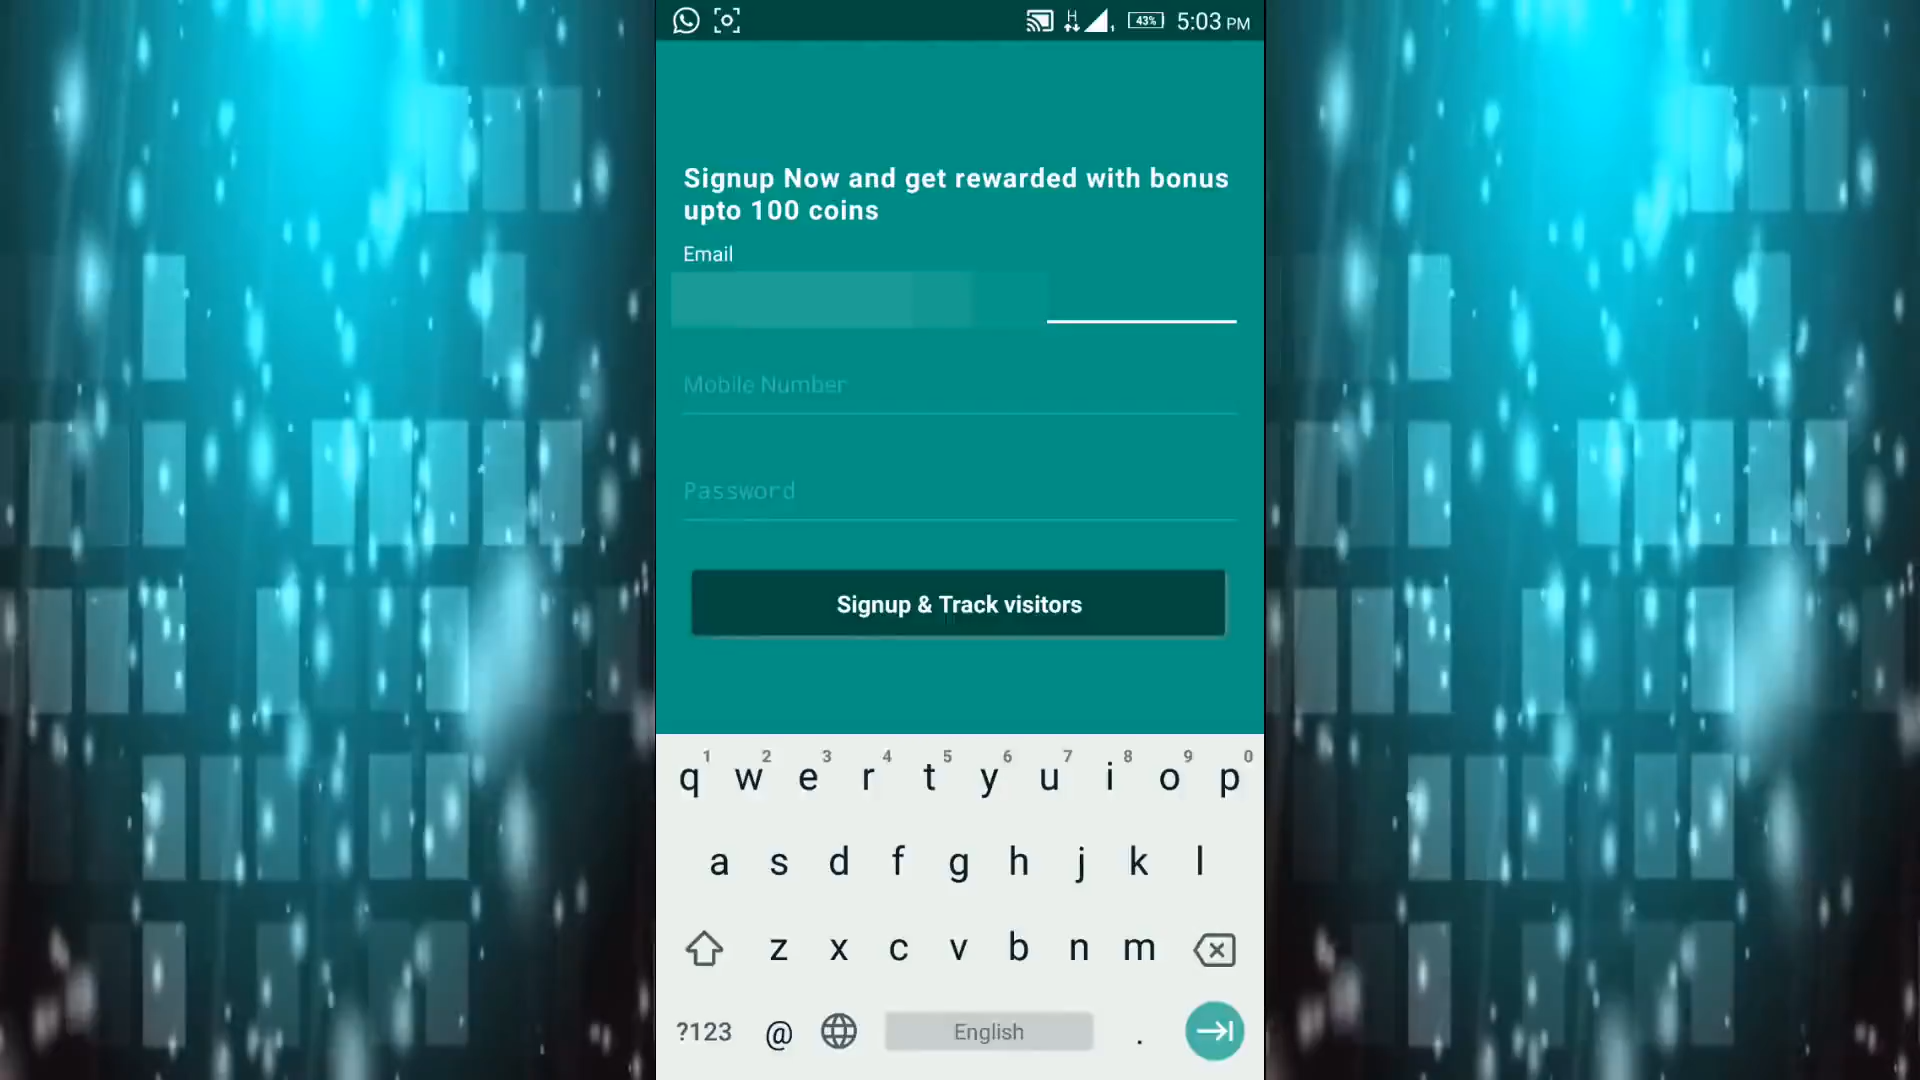 H 43% 5:03 PM
Signup Now and get rewarded with bonus
upto 100 coins
Email
Mobile Number
Password
Signup & Track visitors
1 2 3 4 5 6 7 8 9 0
q w e r t y u i o p
a s d f g h j k l
z x c v b n m
?123 @ English .